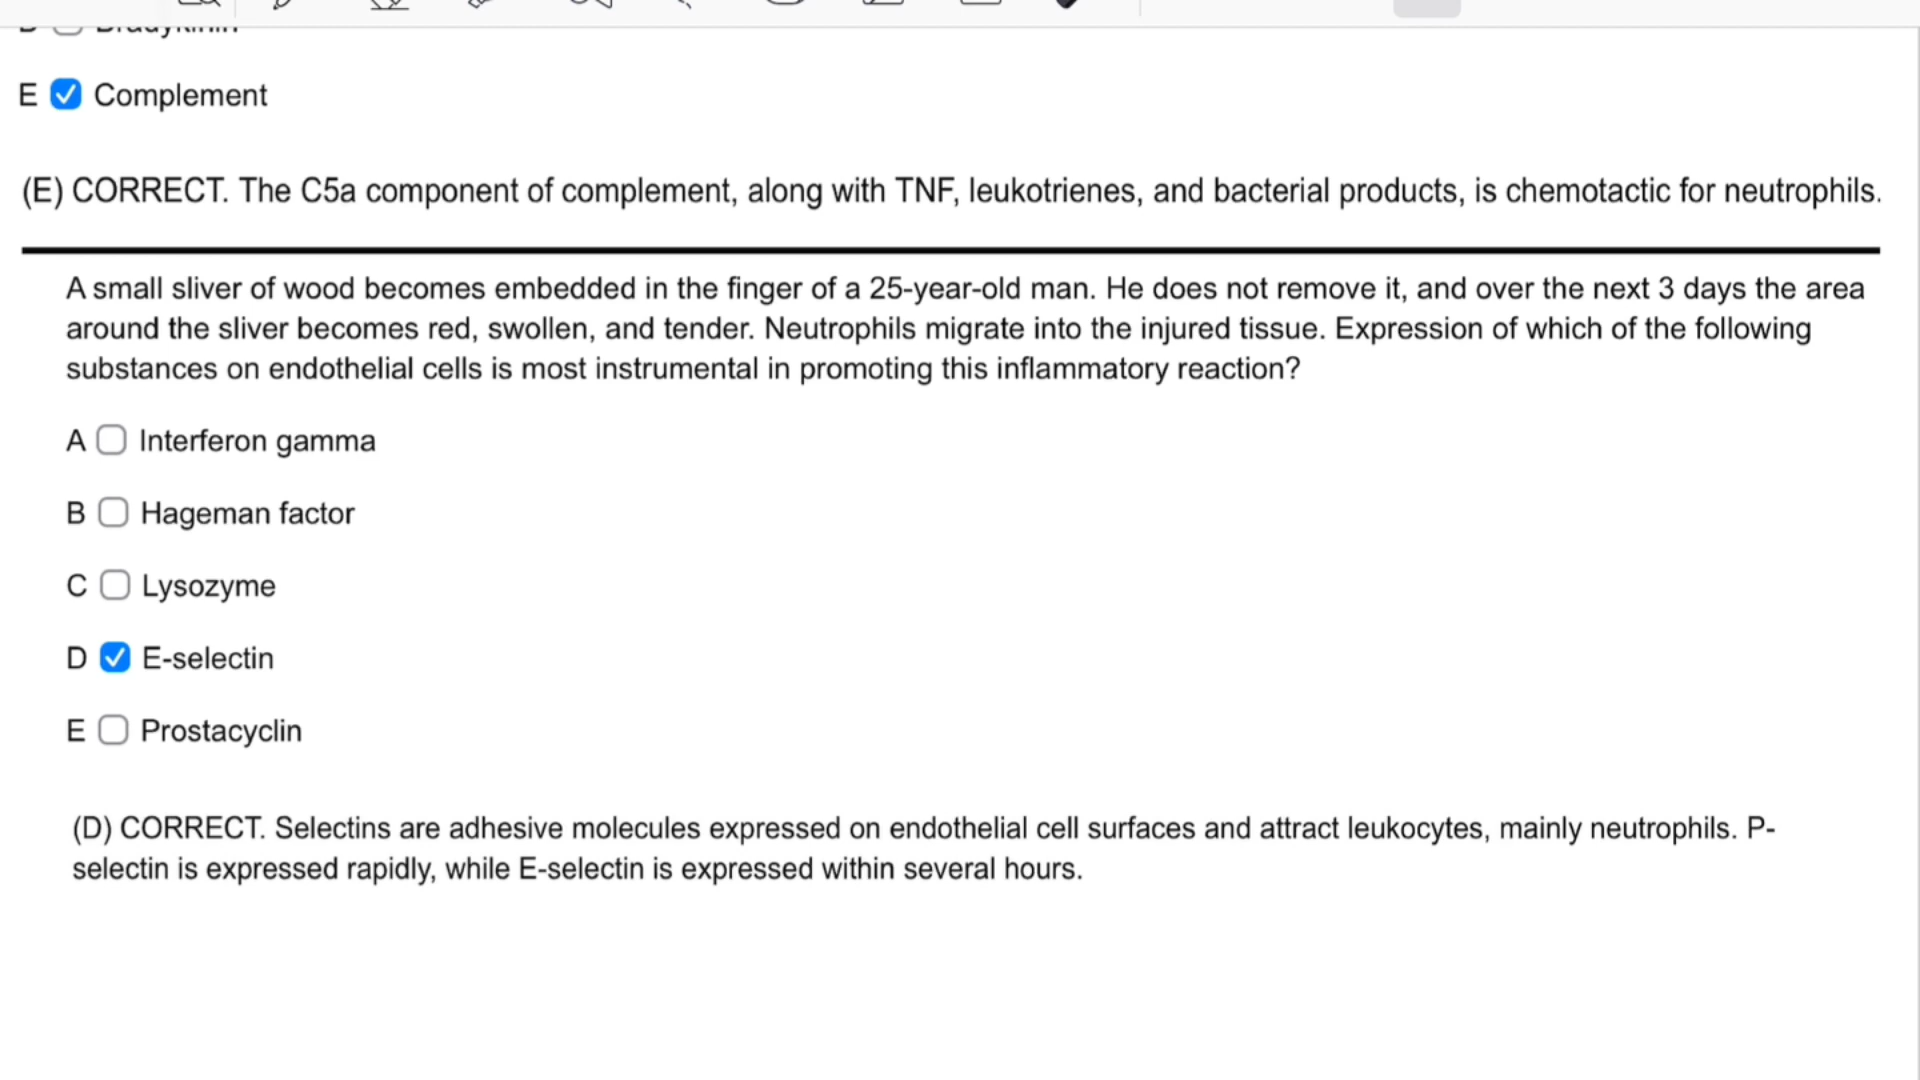 E Complement
(E) CORRECT. The C5a component of complement, along with TNF, leukotrienes, and bacterial products, is chemotactic for neutrophils.
A small sliver of wood becomes embedded in the finger of a 25-year-old man. He does not remove it, and over the next 3 days the area
around the sliver becomes red, swollen, and tender. Neutrophils migrate into the injured tissue. Expression of which of the following
substances on endothelial cells is most instrumental in promoting this inflammatory reaction?
A Interferon gamma
B Hageman factor
C Lysozyme
D E-selectin
E Prostacyclin
(D) CORRECT. Selectins are adhesive molecules expressed on endothelial cell surfaces and attract leukocytes, mainly neutrophils. P-
selectin is expressed rapidly, while E-selectin is expressed within several hours.